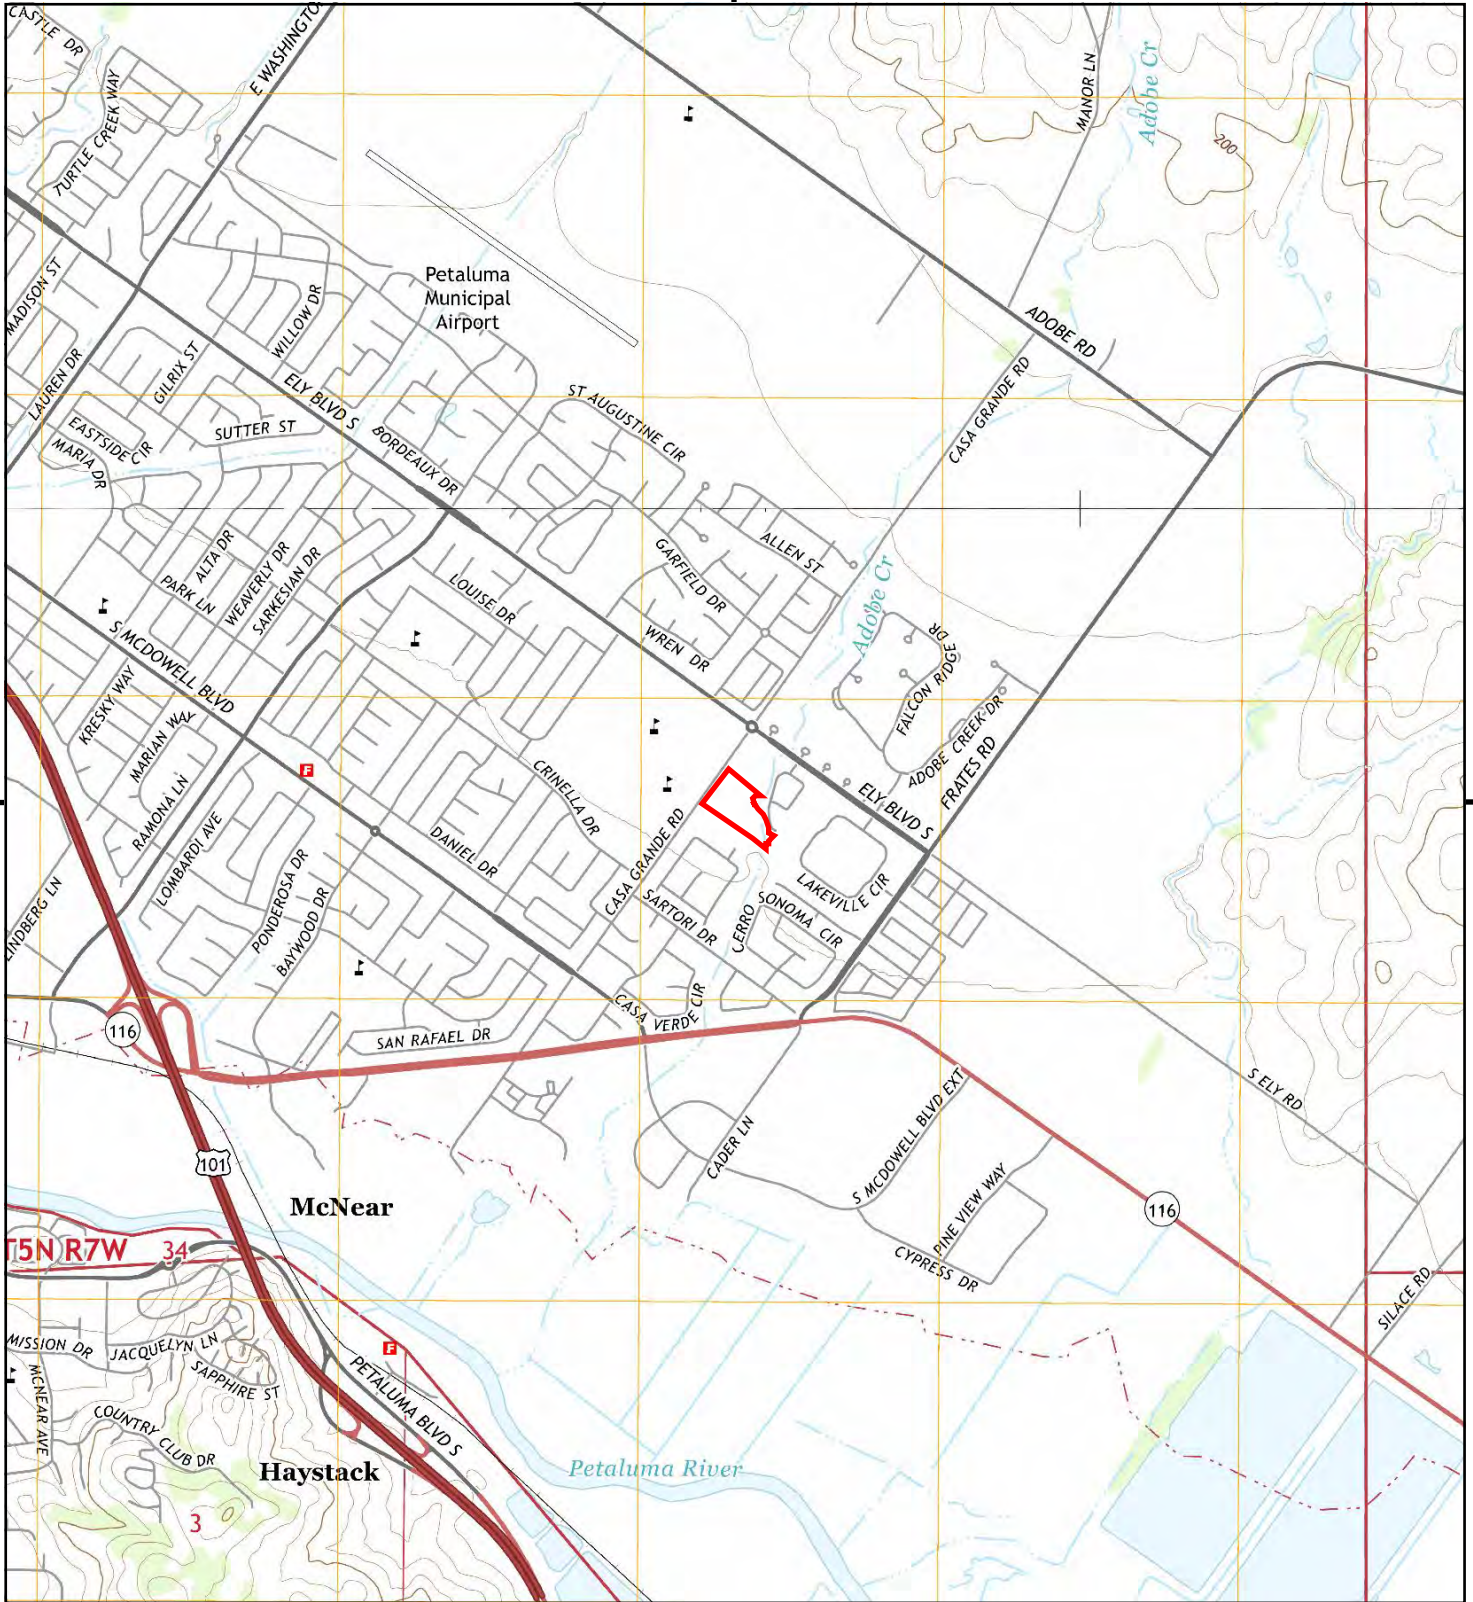 CASTLE DR
E WASHINGTO
TURTLE CREEK WAY
MANOR LN
Adobe Cr
200
MADISON ST
WILLOW DR
Petaluma
Municipal
Airport
ADOBE RD
LAUREN DR
GILRIX ST
ELY BLVD S
ST AUGUSTINE CIR
CASA GRANDE RD
EASTSIDE CIR
SUTTER ST
MARIA DR
BORDEAUX DR
ALTA DR
PARK LN
WEAVERLY DR
SARKESIAN DR
LOUISE DR
GARFIELD DR
ALLEN ST
Adobe Cr
WREN DR
FALCON RIDGE DR
S MCDOWELL BLVD
KRESKY WAY
MARIAN WAY
RAMONA LN
F
CRINELLA DR
ADOBE CREEK DR
FRATES RD
ELY BLVD S
LOMBARDI AVE
DANIEL DR
CASA GRANDE RD
PONDEROSA DR
BAYWOOD DR
SARTORI DR
CERRO
SONOMA CIR
LAKEVILLE CIR
LINDBERG LN
CASA VERDE CIR
116
SAN RAFAEL DR
S ELY RD
101
CADER LN
S MCDOWELL BLVD EXT
PINE VIEW WAY
CYPRESS DR
116
McNear
T5N R7W
34
SILACE RD
MISSION DR
JACQUELYN LN
SAPPHIRE ST
F
MCNEAR AVE
PETALUMA BLVD S
COUNTRY CLUB DR
Haystack
Petaluma River
3